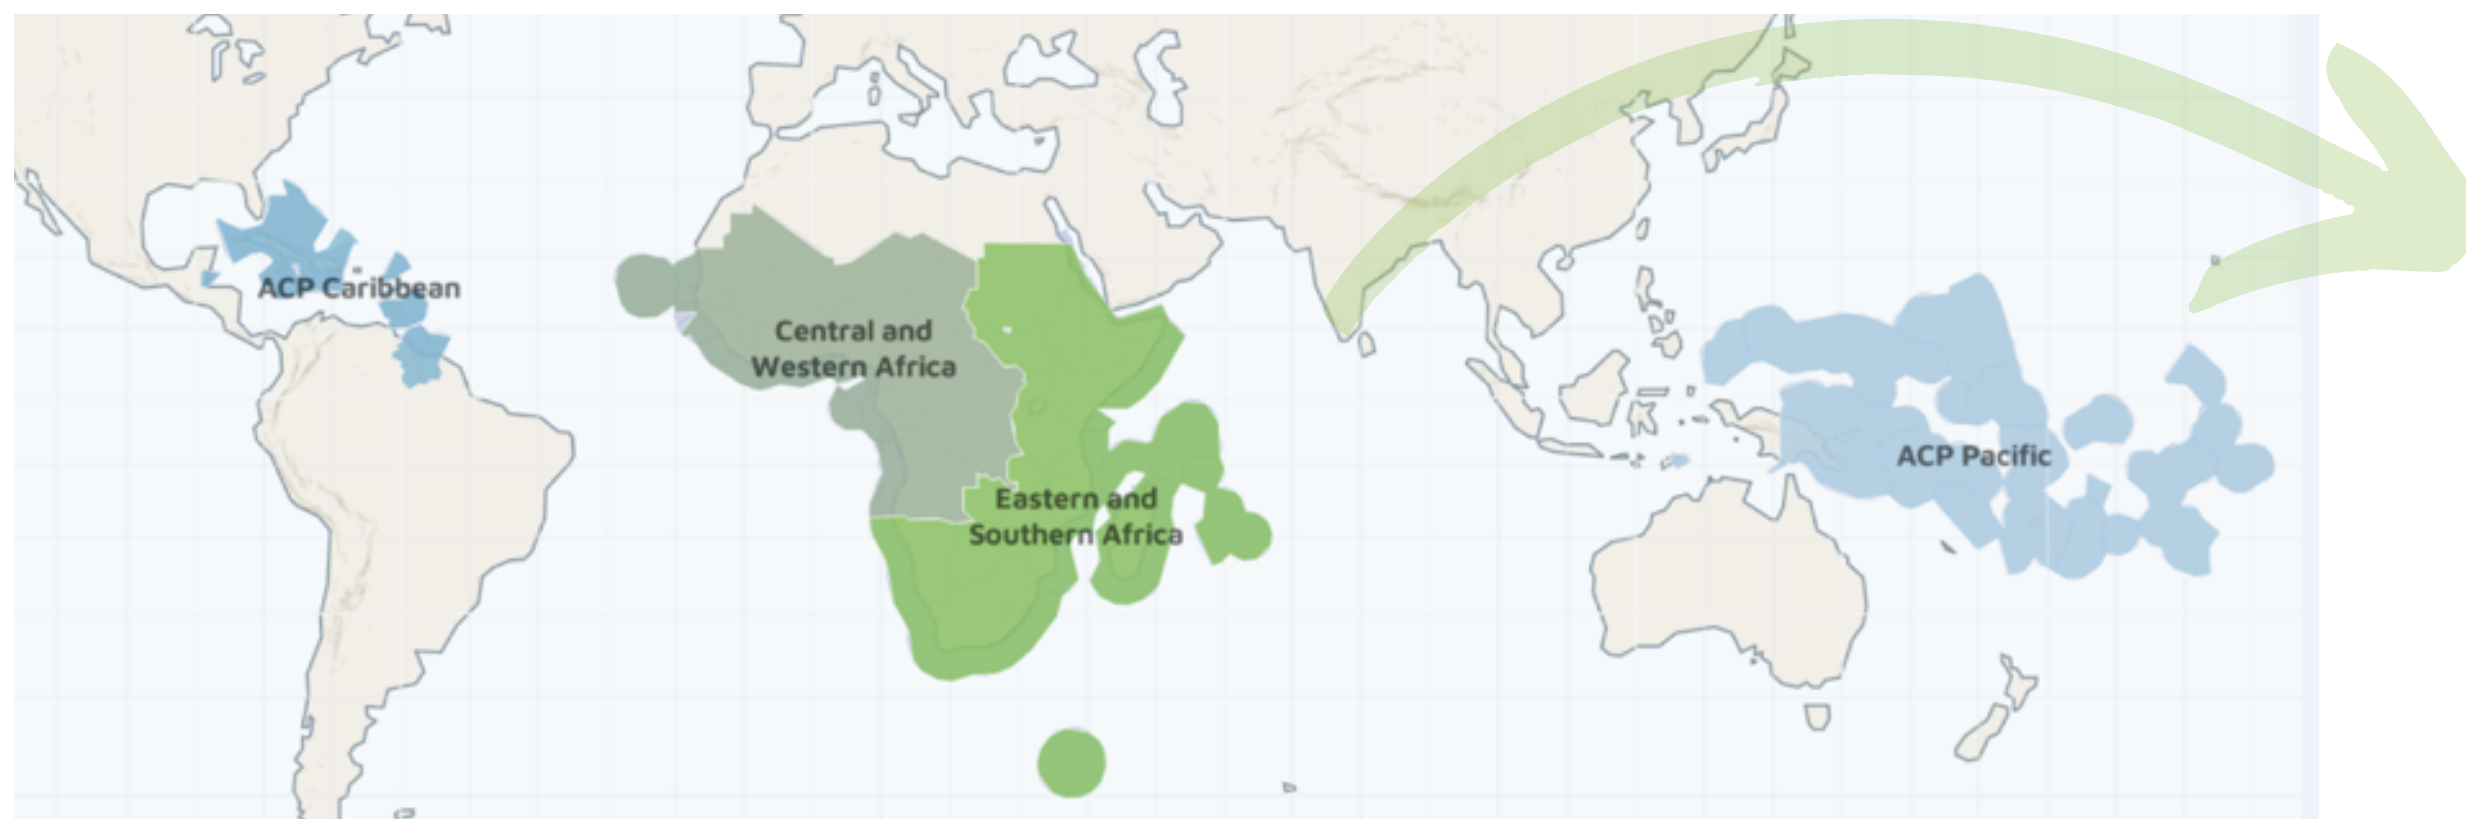 ACP Caribbean
Central and
Western Africa
Eastern and
Southern Africa
ACP Pacific